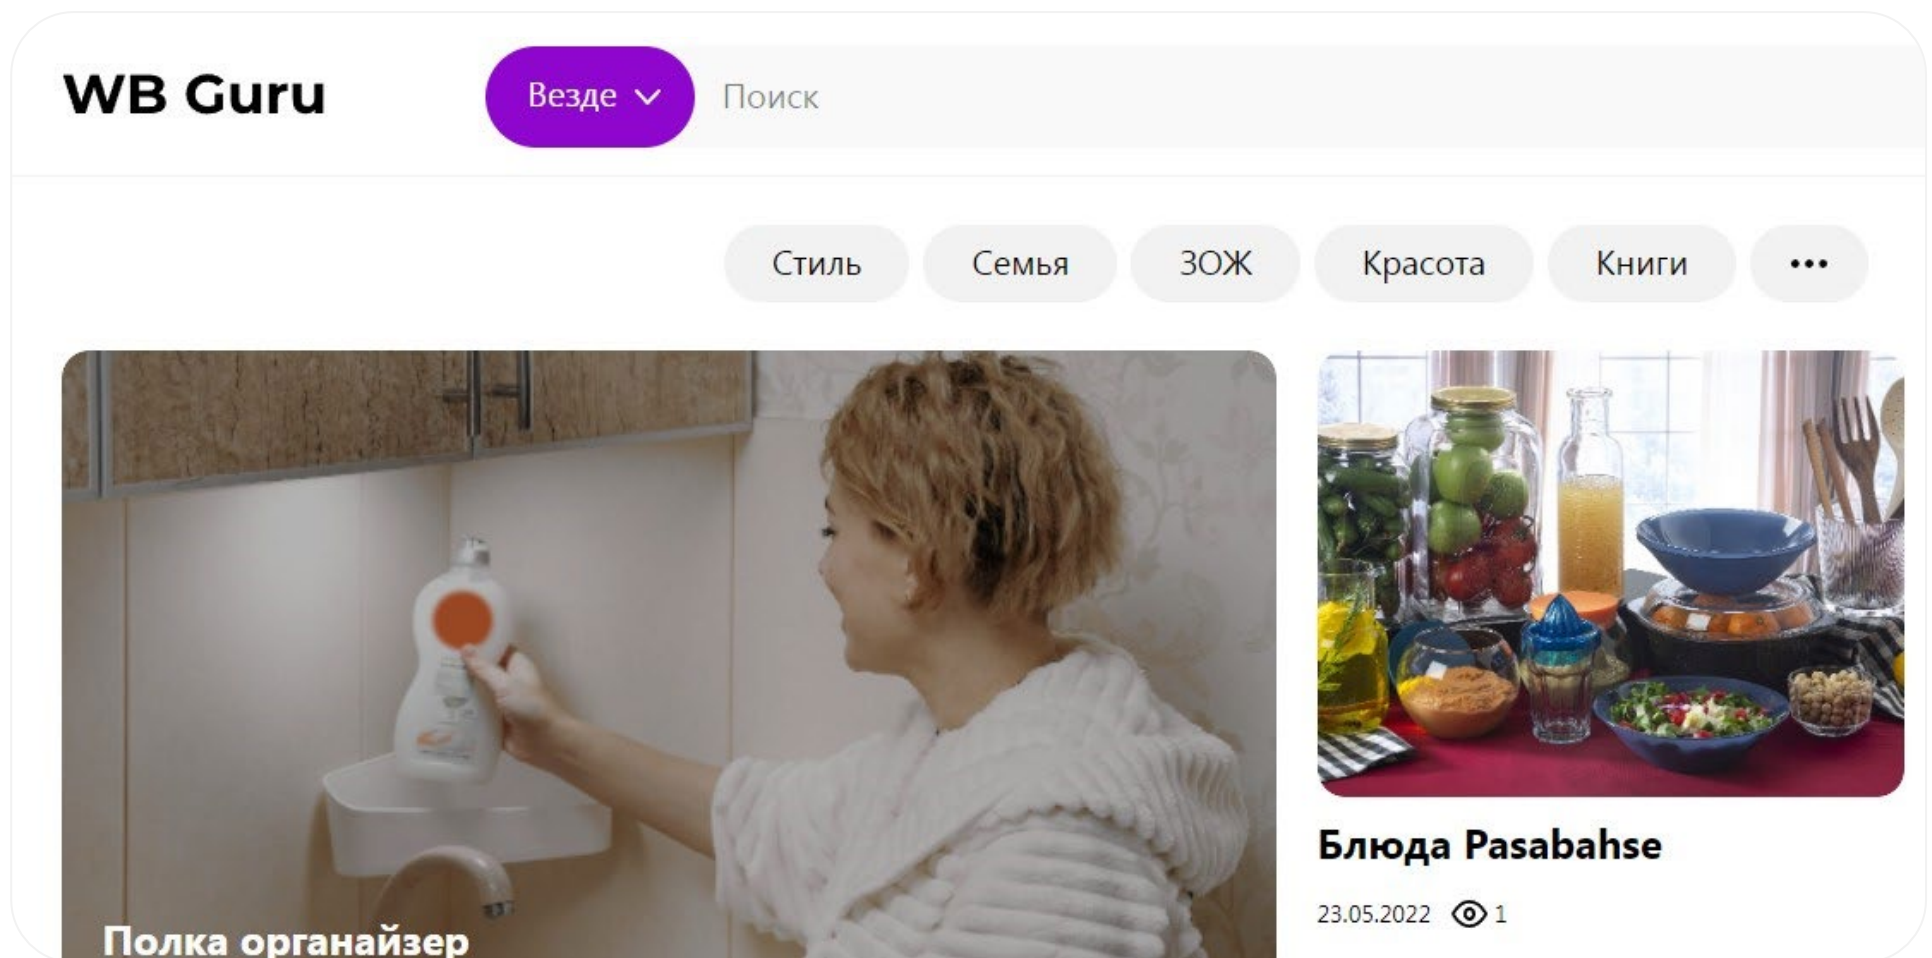 WB Guru
Везде
Поиск
Стиль
Семья
ЗОЖ
Красота
Книги
Полка органайзер
Блюда Pasabahse
23.05.2022 1